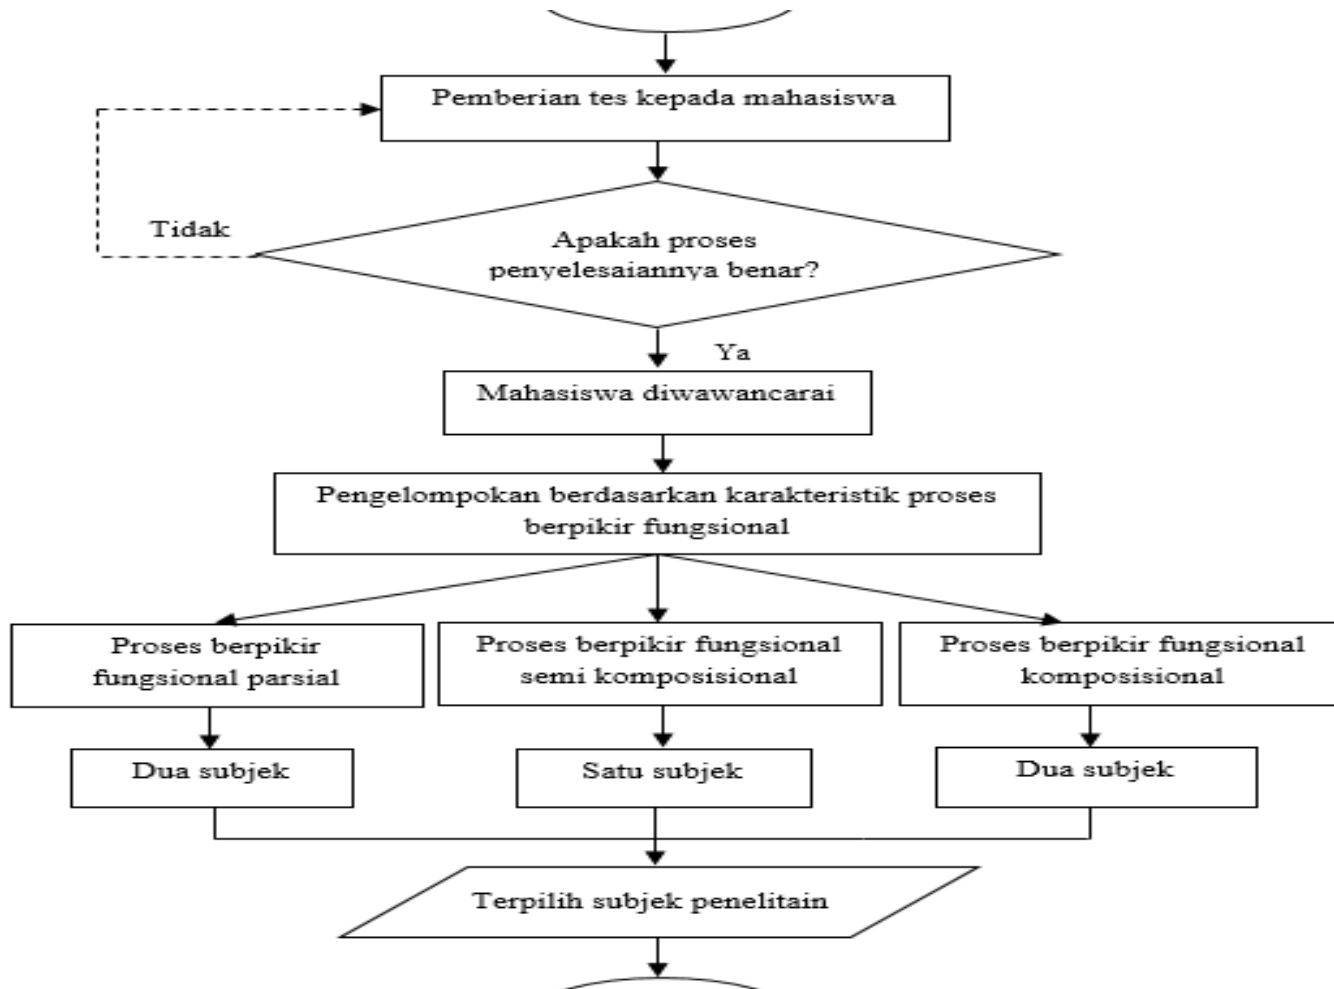 Pemberian tes kepada mahasiswa
Tidak
Apakah proses
penyelesaiannya benar?
Ya
Mahasiswa diwawancarai
Pengelompokan berdasarkan karakteristik proses
berpikir fungsional
Proses berpikir
fungsional parsial
Proses berpikir fungsional
semi komposisional
Proses berpikir fungsional
komposisional
Dua subjek
Satu subjek
Dua subjek
Terpilih subjek penelitain